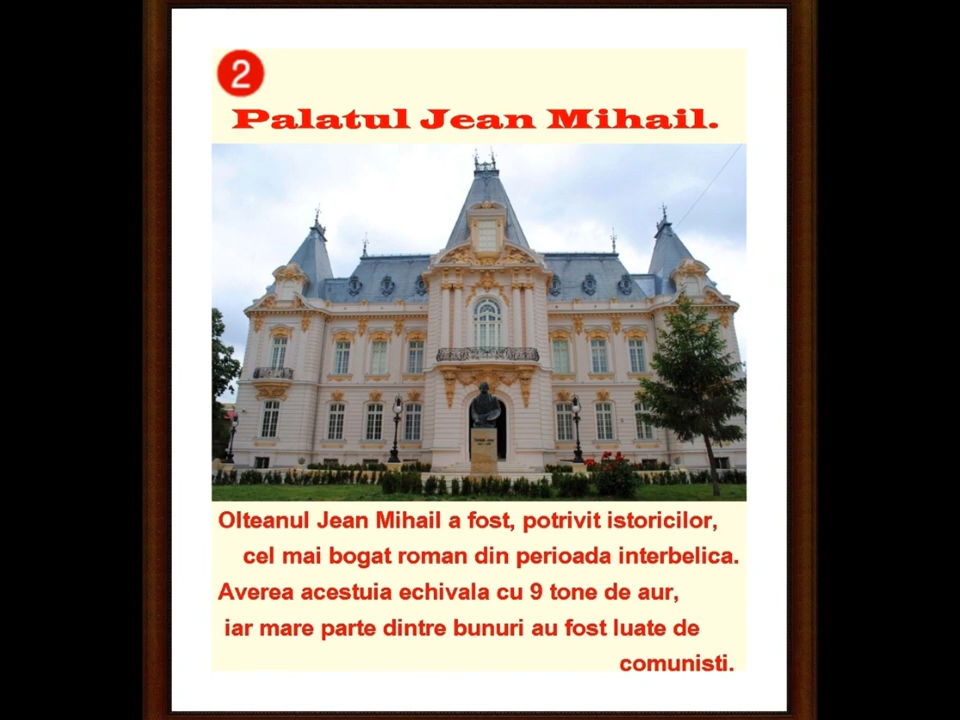 2
Palatul Jean Mihail.
Olteanul Jean Mihail a fost, potrivit istoricilor,
cel mai bogat roman din perioada interbelica.
Averea acestuia echivala cu 9 tone de aur,
iar mare parte dintre bunuri au fost luate de
comunisti.